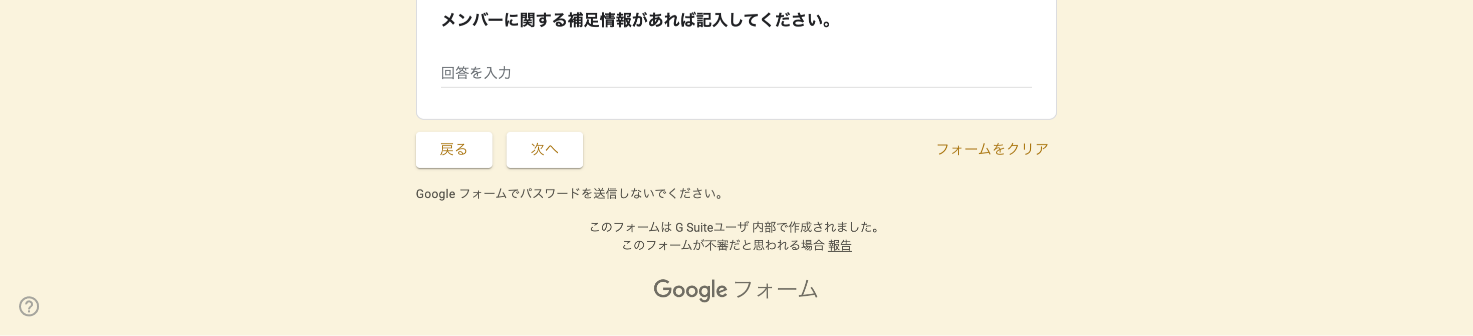 メンバーに関する補足情報があれば記入してください。
回答を入力
戻る 次へ フォームをクリア
Google フォームでパスワードを送信しないでください。
このフォームは G Suiteユーザ 内部で作成されました。
このフォームが不審だと思われる場合 報告
Google フォーム